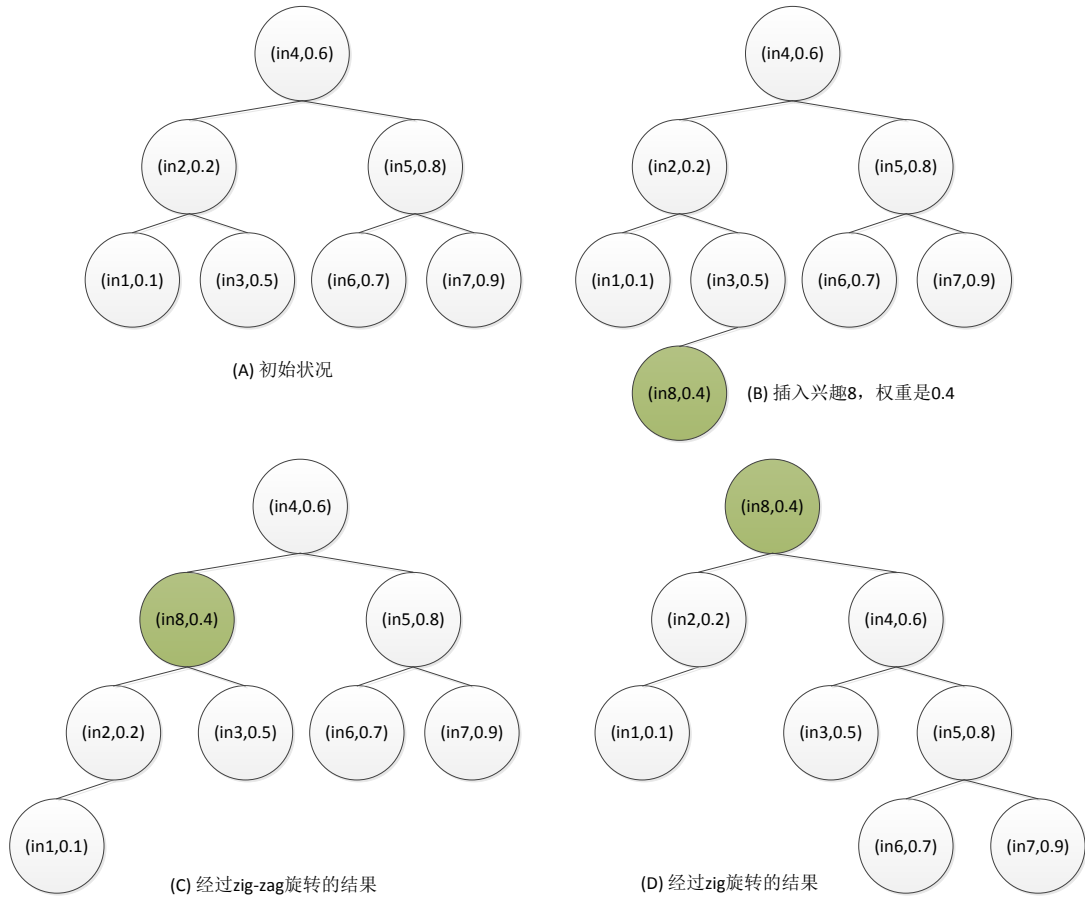 (in4,0.6)
(in2,0.2)
(in5,0.8)
(in1,0.1)
(in3,0.5)
(in6,0.7)
(in7,0.9)
(A) 初始状况
(in4,0.6)
(in2,0.2)
(in5,0.8)
(in1,0.1)
(in3,0.5)
(in6,0.7)
(in7,0.9)
(in8,0.4)
(B) 插入兴趣8，权重是0.4
(in4,0.6)
(in8,0.4)
(in5,0.8)
(in2,0.2)
(in3,0.5)
(in6,0.7)
(in7,0.9)
(in1,0.1)
(C) 经过zig-zag旋转的结果
(in8,0.4)
(in2,0.2)
(in4,0.6)
(in1,0.1)
(in3,0.5)
(in5,0.8)
(in6,0.7)
(in7,0.9)
(D) 经过zig旋转的结果